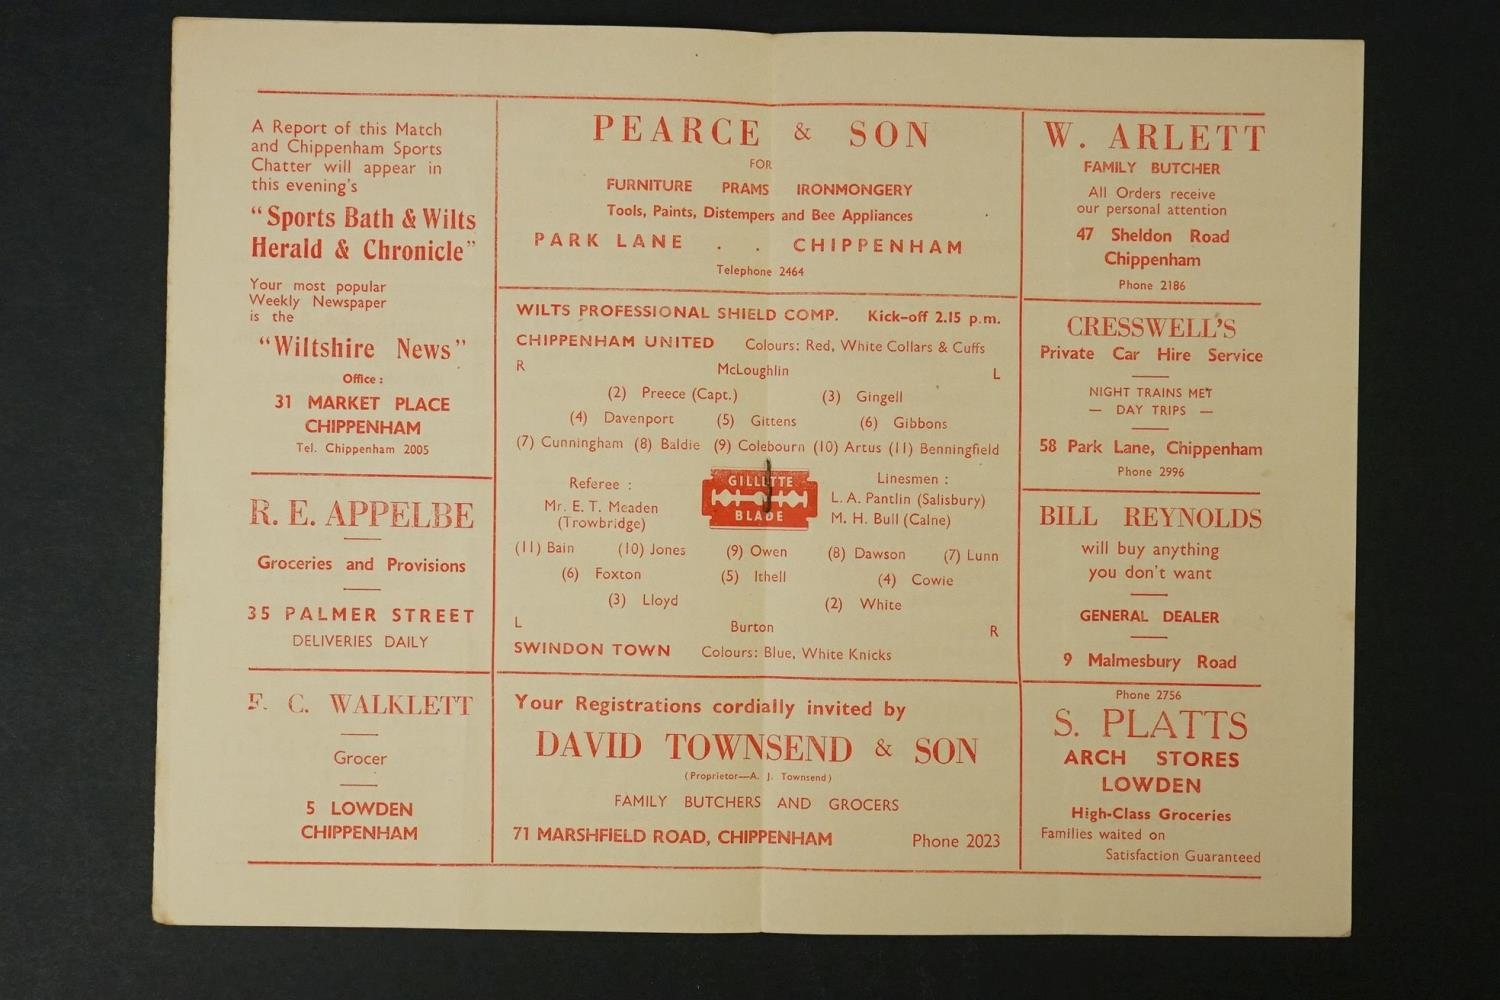 A Report of this Match
and Chippenham Sports
Chatter will appear in
this evening's
"Sports Bath & Wilts
Herald & Chronicle"
Your most popular
Weekly Newspaper
is the
"Wiltshire News"
Office :
31 MARKET PLACE
CHIPPENHAM
Tel. Chippenham 2005
R. E. APPELBE
Groceries and Provisions
35 PALMER STREET
DELIVERIES DAILY
F. C. WALKLETT
Grocer
5 LOWDEN
CHIPPENHAM
PEARCE & SON
FOR
FURNITURE PRAMS IRONMONGERY
Tools, Paints, Distempers and Bee Appliances
PARK LANE . . CHIPPENHAM
Telephone 2464
WILTS PROFESSIONAL SHIELD COMP. Kick-off 2.15 p.m.
CHIPPENHAM UNITED Colours: Red, White Collars & Cuffs
R McLoughlin L
(2) Preece (Capt.) (3) Gingell
(4) Davenport (5) Gittens (6) Gibbons
(7) Cunningham (8) Baldie (9) Colebourn (10) Artus (11) Benningfield
Referee :
Mr. E. T. Meaden
(Trowbridge)
GILLETTE
BLADE
Linesmen :
L. A. Pantlin (Salisbury)
M. H. Bull (Calne)
(11) Bain (10) Jones (9) Owen (8) Dawson (7) Lunn
(6) Foxton (5) Ithell (4) Cowie
(3) Lloyd (2) White
L Burton R
SWINDON TOWN Colours: Blue, White Knicks
Your Registrations cordially invited by
DAVID TOWNSEND & SON
(Proprietor—A. J. Townsend)
FAMILY BUTCHERS AND GROCERS
71 MARSHFIELD ROAD, CHIPPENHAM Phone 2023
W. ARLETT
FAMILY BUTCHER
All Orders receive
our personal attention
47 Sheldon Road
Chippenham
Phone 2186
CRESSWELL'S
Private Car Hire Service
NIGHT TRAINS MET
— DAY TRIPS —
58 Park Lane, Chippenham
Phone 2996
BILL REYNOLDS
will buy anything
you don't want
GENERAL DEALER
9 Malmesbury Road
Phone 2756
S. PLATTS
ARCH STORES
LOWDEN
High-Class Groceries
Families waited on
Satisfaction Guaranteed